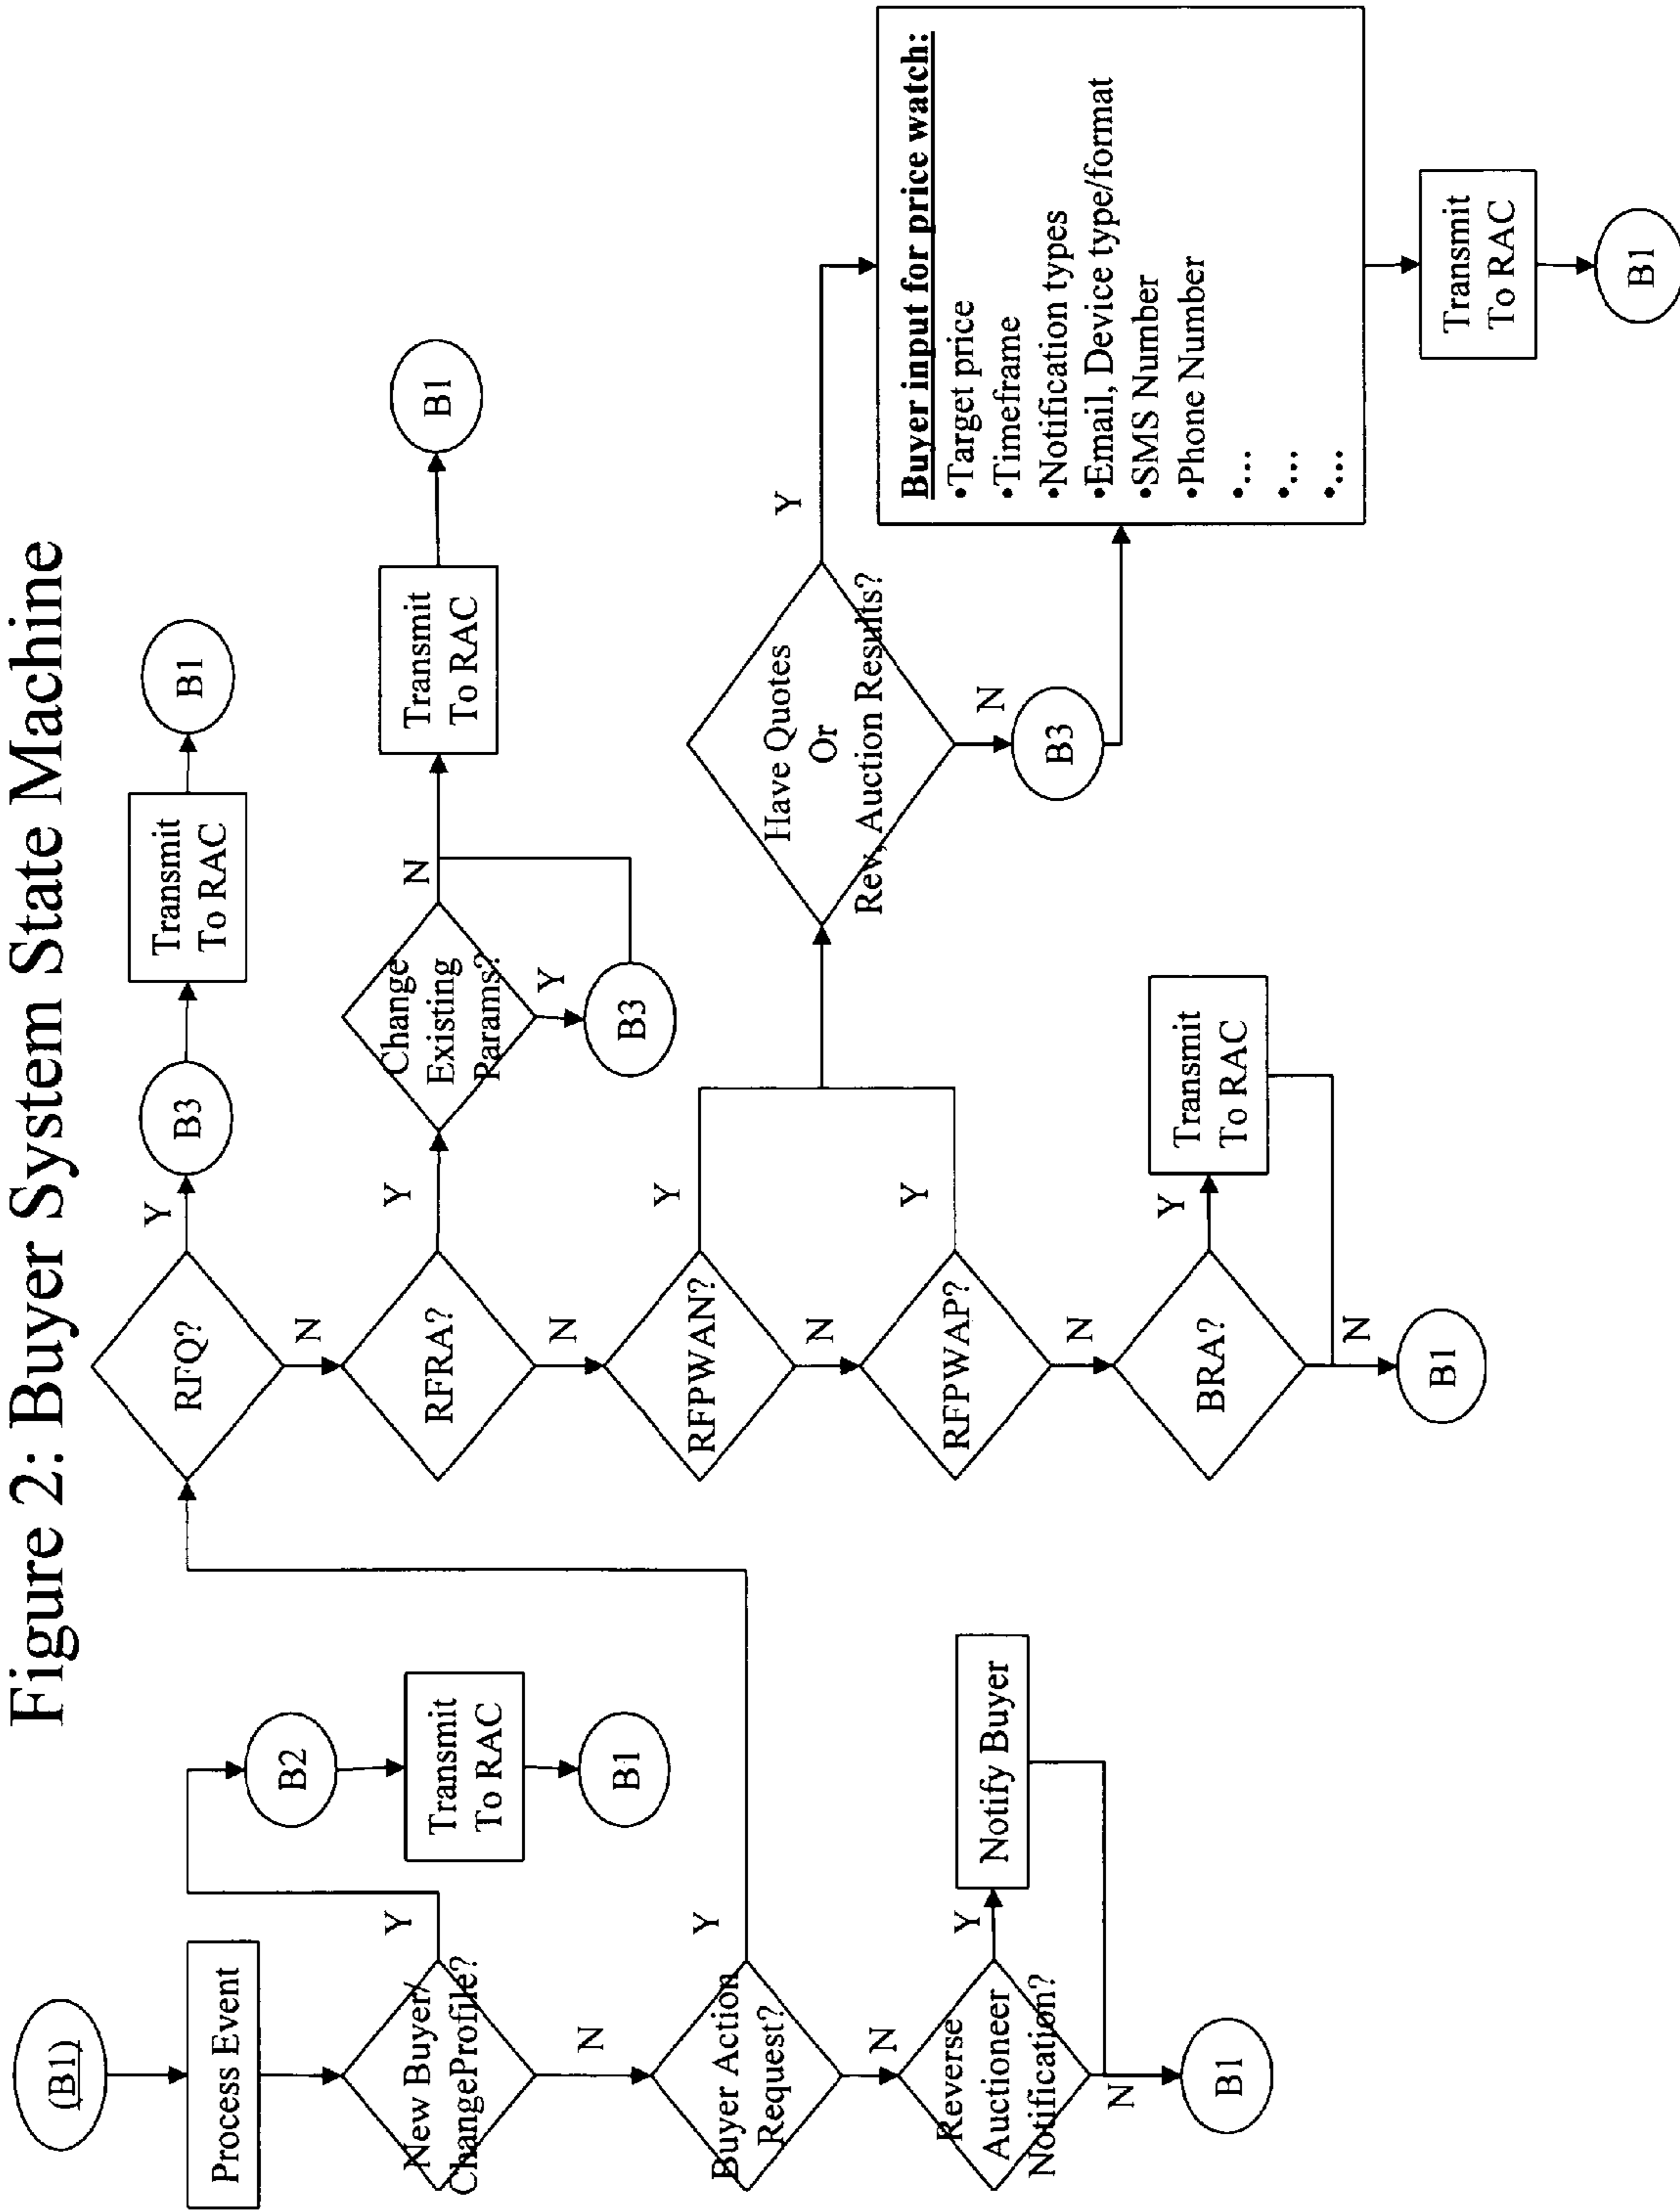 Figure 2: Buyer System State Machine
(B1)
Process Event
New Buyer/
ChangeProfile?
Y
B2
Transmit
To RAC
B1
N
Buyer Action
Request?
Y
N
Reverse
Auctioneer
Notification?
Y
Notify Buyer
N
B1
RFQ?
Y
B3
Transmit
To RAC
B1
N
RFRA?
Y
Change
Existing
Params?
N
Transmit
To RAC
B1
Y
B3
N
RFPWAN?
Y
N
RFPWAP?
Y
Have Quotes
Or
Rev, Auction Results?
Y
N
B3
Buyer input for price watch:
•Target price
•Timeframe
•Notification types
•Email, Device type/format
•SMS Number
•Phone Number
•...
•...
•...
Transmit
To RAC
B1
N
BRA?
Y
Transmit
To RAC
N
B1